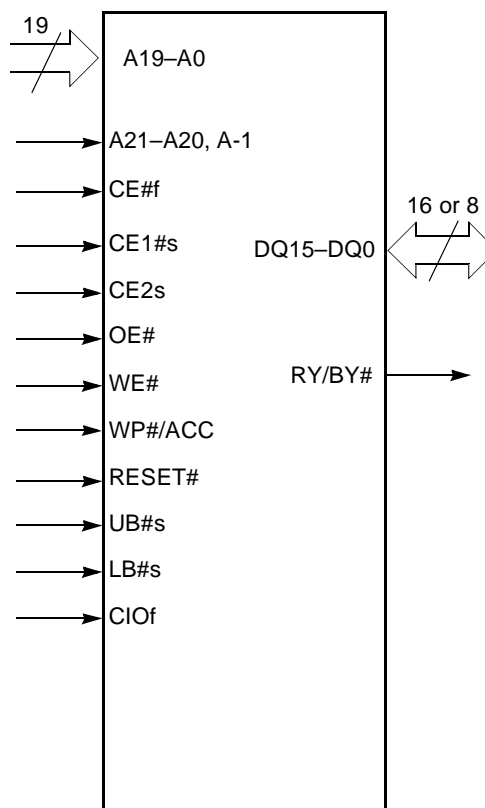 19
A19–A0
A21–A20, A-1
CE#f
16 or 8
CE1#s
DQ15–DQ0
CE2s
OE#
WE#
RY/BY#
WP#/ACC
RESET#
UB#s
LB#s
CIOf